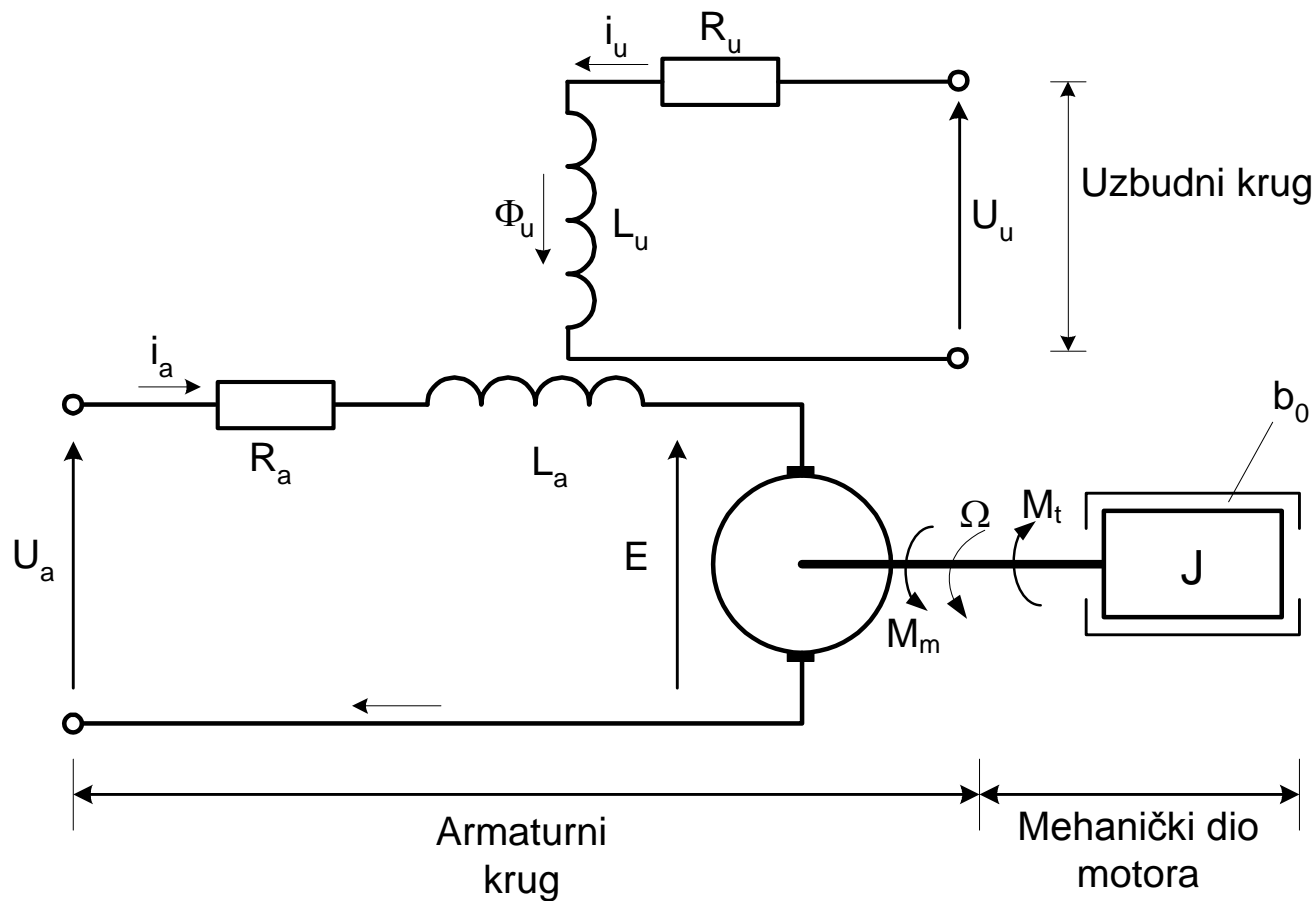 i_u
R_u
Φ_u
L_u
U_u
Uzbudni krug
i_a
R_a
L_a
b_0
U_a
E
Ω
M_t
J
M_m
Armaturni
krug
Mehanički dio
motora